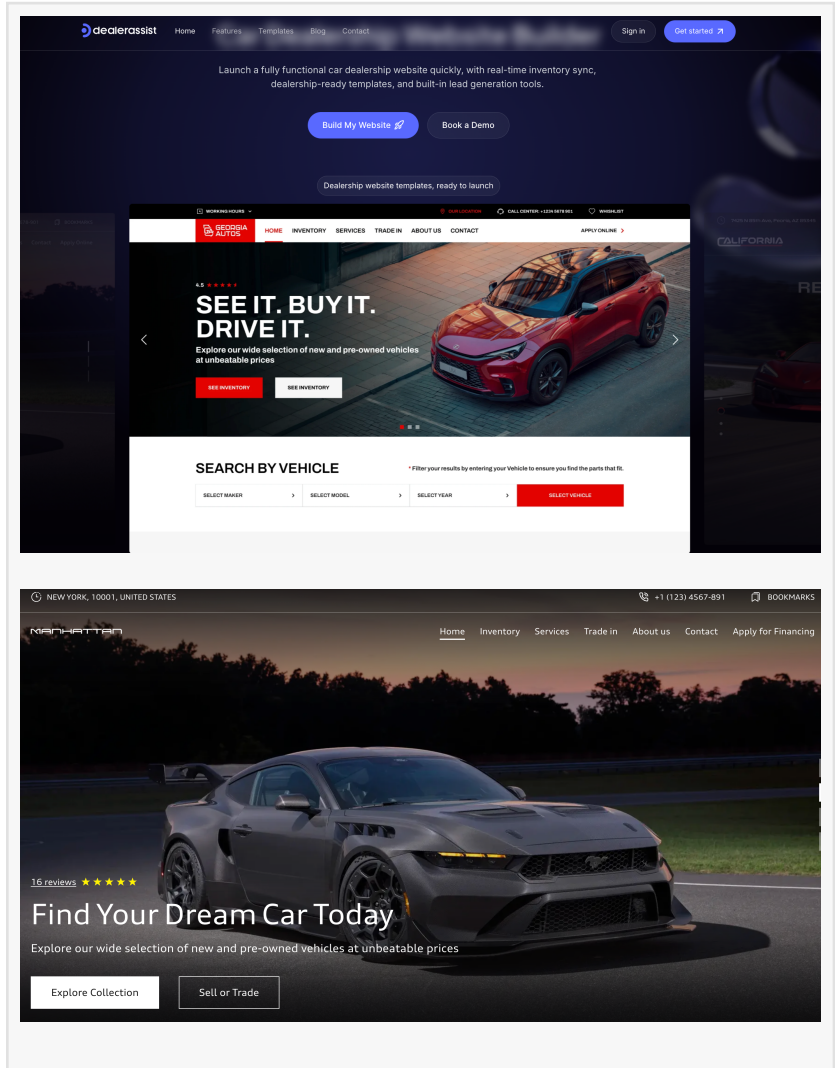 dealerassist Home Features Templates Blog Contact Sign in Get started
Launch a fully functional car dealership website quickly, with real-time inventory sync,
dealership-ready templates, and built-in lead generation tools.
Build My Website Book a Demo
Dealership website templates, ready to launch
WORKING HOURS OUR LOCATION CALL CENTER: +1234 5678 951 WHISHLIST
GEORGIA
AUTOS
HOME INVENTORY SERVICES TRADE IN ABOUT US CONTACT APPLY ONLINE
CALIFORNIA
RE
4.5
SEE IT. BUY IT.
DRIVE IT.
Explore our wide selection of new and pre-owned vehicles
at unbeatable prices
SEE INVENTORY SEE INVENTORY
SEARCH BY VEHICLE * Filter your results by entering your Vehicle to ensure you find the parts that fit.
SELECT MAKER SELECT MODEL SELECT YEAR SELECT VEHICLE
NEW YORK, 10001, UNITED STATES +1 (123) 4567-891 BOOKMARKS
MANHATTAN Home Inventory Services Trade in About us Contact Apply for Financing
16 reviews
Find Your Dream Car Today
Explore our wide selection of new and pre-owned vehicles at unbeatable prices
Explore Collection Sell or Trade